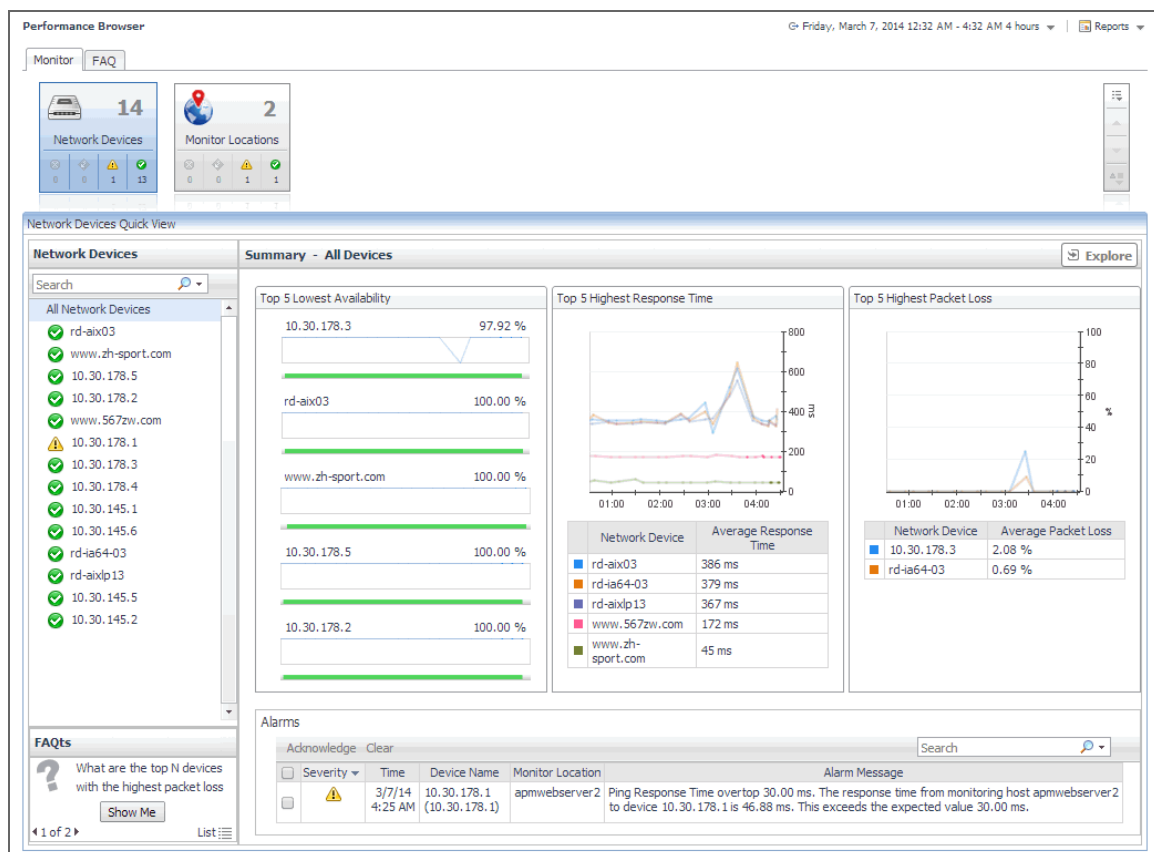 Performance Browser
Friday, March 7, 2014 12:32 AM - 4:32 AM 4 hours
Reports
Monitor
FAQ
14
Network Devices
0 0 1 13
2
Monitor Locations
0 0 1 1
Network Devices Quick View
Network Devices
Search
All Network Devices
rd-aix03
www.zh-sport.com
10.30.178.5
10.30.178.2
www.567zw.com
10.30.178.1
10.30.178.3
10.30.178.4
10.30.145.1
10.30.145.6
rd-ia64-03
rd-aixlp13
10.30.145.5
10.30.145.2
FAQts
?
What are the top N devices
with the highest packet loss
Show Me
1 of 2
List
Summary - All Devices
Explore
Top 5 Lowest Availability
10.30.178.3 97.92 %
rd-aix03 100.00 %
www.zh-sport.com 100.00 %
10.30.178.5 100.00 %
10.30.178.2 100.00 %
Top 5 Highest Response Time
800
600
400
200
0
ms
01:00 02:00 03:00 04:00
Network Device Average Response
Time
rd-aix03 386 ms
rd-ia64-03 379 ms
rd-aixlp13 367 ms
www.567zw.com 172 ms
www.zh-
sport.com 45 ms
Top 5 Highest Packet Loss
100
80
60
40
20
0
%
01:00 02:00 03:00 04:00
Network Device Average Packet Loss
10.30.178.3 2.08 %
rd-ia64-03 0.69 %
Alarms
Acknowledge Clear
Search
Severity Time Device Name Monitor Location Alarm Message
3/7/14 10.30.178.1 apmwebserver2 Ping Response Time overtop 30.00 ms. The response time from monitoring host apmwebserver2
4:25 AM (10.30.178.1) to device 10.30.178.1 is 46.88 ms. This exceeds the expected value 30.00 ms.